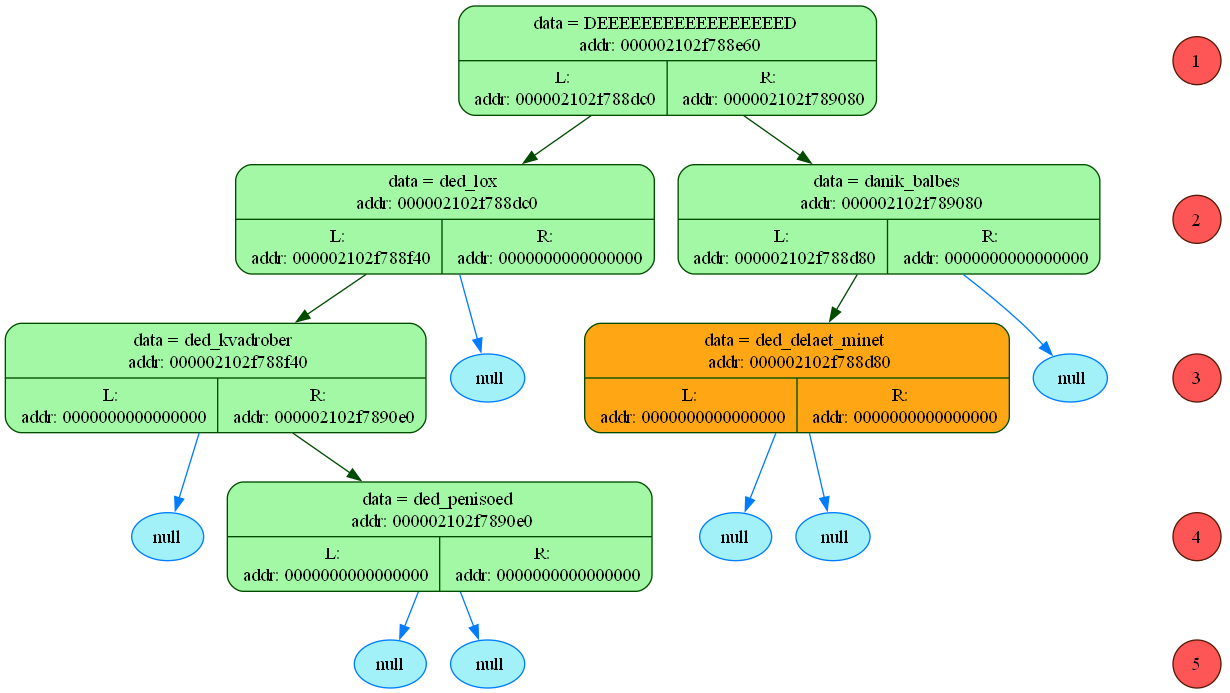 data = DEEEEEEEEEEEEEEEEEED
addr: 000002102f788e60
L:
addr: 000002102f788dc0
R:
addr: 000002102f789080
1
data = ded_lox
addr: 000002102f788dc0
L:
addr: 000002102f788f40
R:
addr: 0000000000000000
data = danik_balbes
addr: 000002102f789080
L:
addr: 000002102f788d80
R:
addr: 0000000000000000
2
data = ded_kvadrober
addr: 000002102f788f40
L:
addr: 0000000000000000
R:
addr: 000002102f7890e0
null
data = ded_delaet_minet
addr: 000002102f788d80
L:
addr: 0000000000000000
R:
addr: 0000000000000000
null
3
null
data = ded_penisoed
addr: 000002102f7890e0
L:
addr: 0000000000000000
R:
addr: 0000000000000000
null
null
4
null
null
5